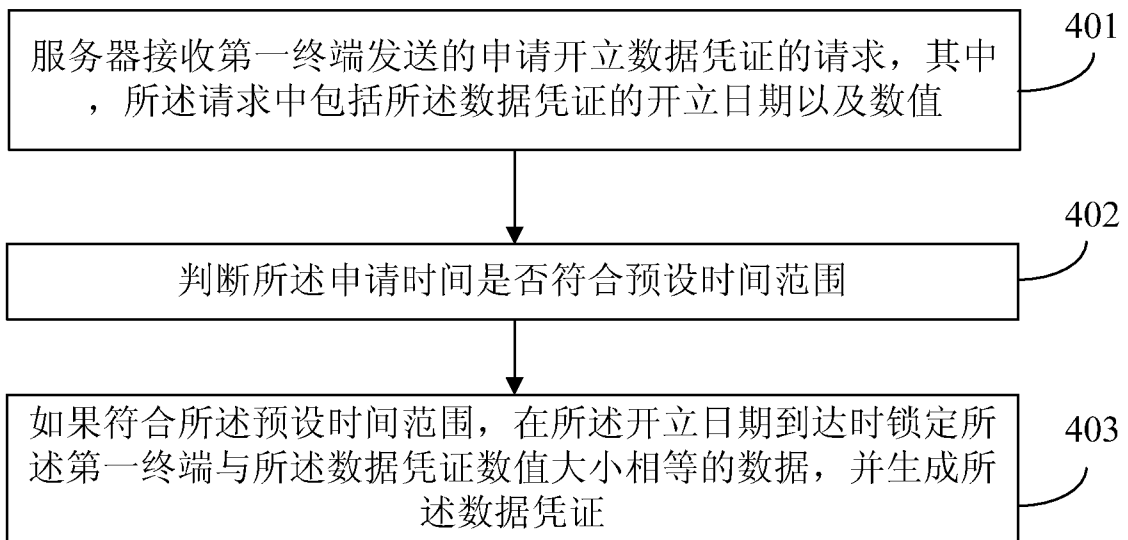 401
服务器接收第一终端发送的申请开立数据凭证的请求，其中
，所述请求中包括所述数据凭证的开立日期以及数值
402
判断所述申请时间是否符合预设时间范围
403
如果符合所述预设时间范围，在所述开立日期到达时锁定所
述第一终端与所述数据凭证数值大小相等的数据，并生成所
述数据凭证